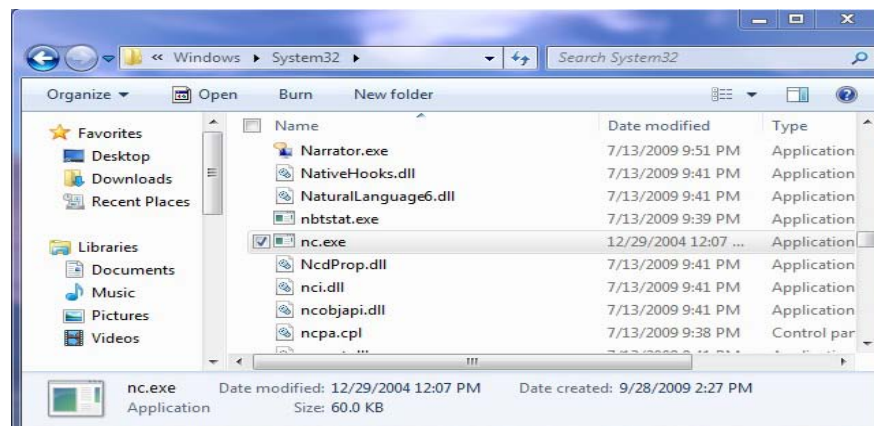 « Windows ▸ System32 ▸ Search System32
Organize Open Burn New folder
Name Date modified Type
Favorites
Desktop
Downloads
Recent Places
Libraries
Documents
Music
Pictures
Videos
Narrator.exe 7/13/2009 9:51 PM Application
NativeHooks.dll 7/13/2009 9:41 PM Application
NaturalLanguage6.dll 7/13/2009 9:41 PM Application
nbtstat.exe 7/13/2009 9:39 PM Application
nc.exe 12/29/2004 12:07 ... Application
NcdProp.dll 7/13/2009 9:41 PM Application
nci.dll 7/13/2009 9:41 PM Application
ncobjapi.dll 7/13/2009 9:41 PM Application
ncpa.cpl 7/13/2009 9:38 PM Control par
nc.exe Date modified: 12/29/2004 12:07 PM Date created: 9/28/2009 2:27 PM
Application Size: 60.0 KB